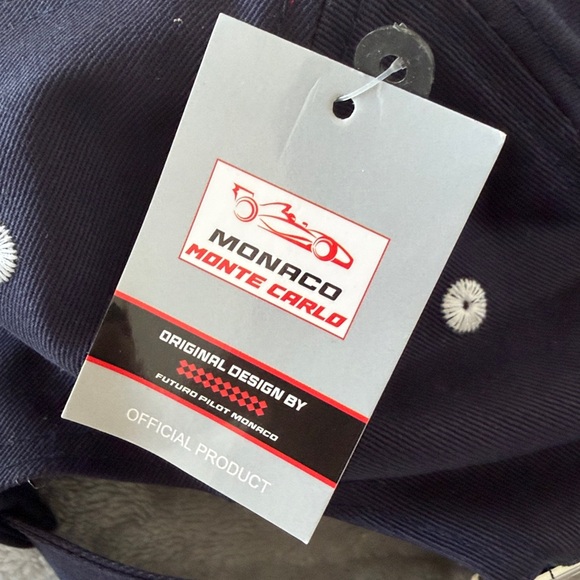 MONACO
MONTE CARLO
ORIGINAL DESIGN BY
FUTURO PILOT MONACO
OFFICIAL PRODUCT